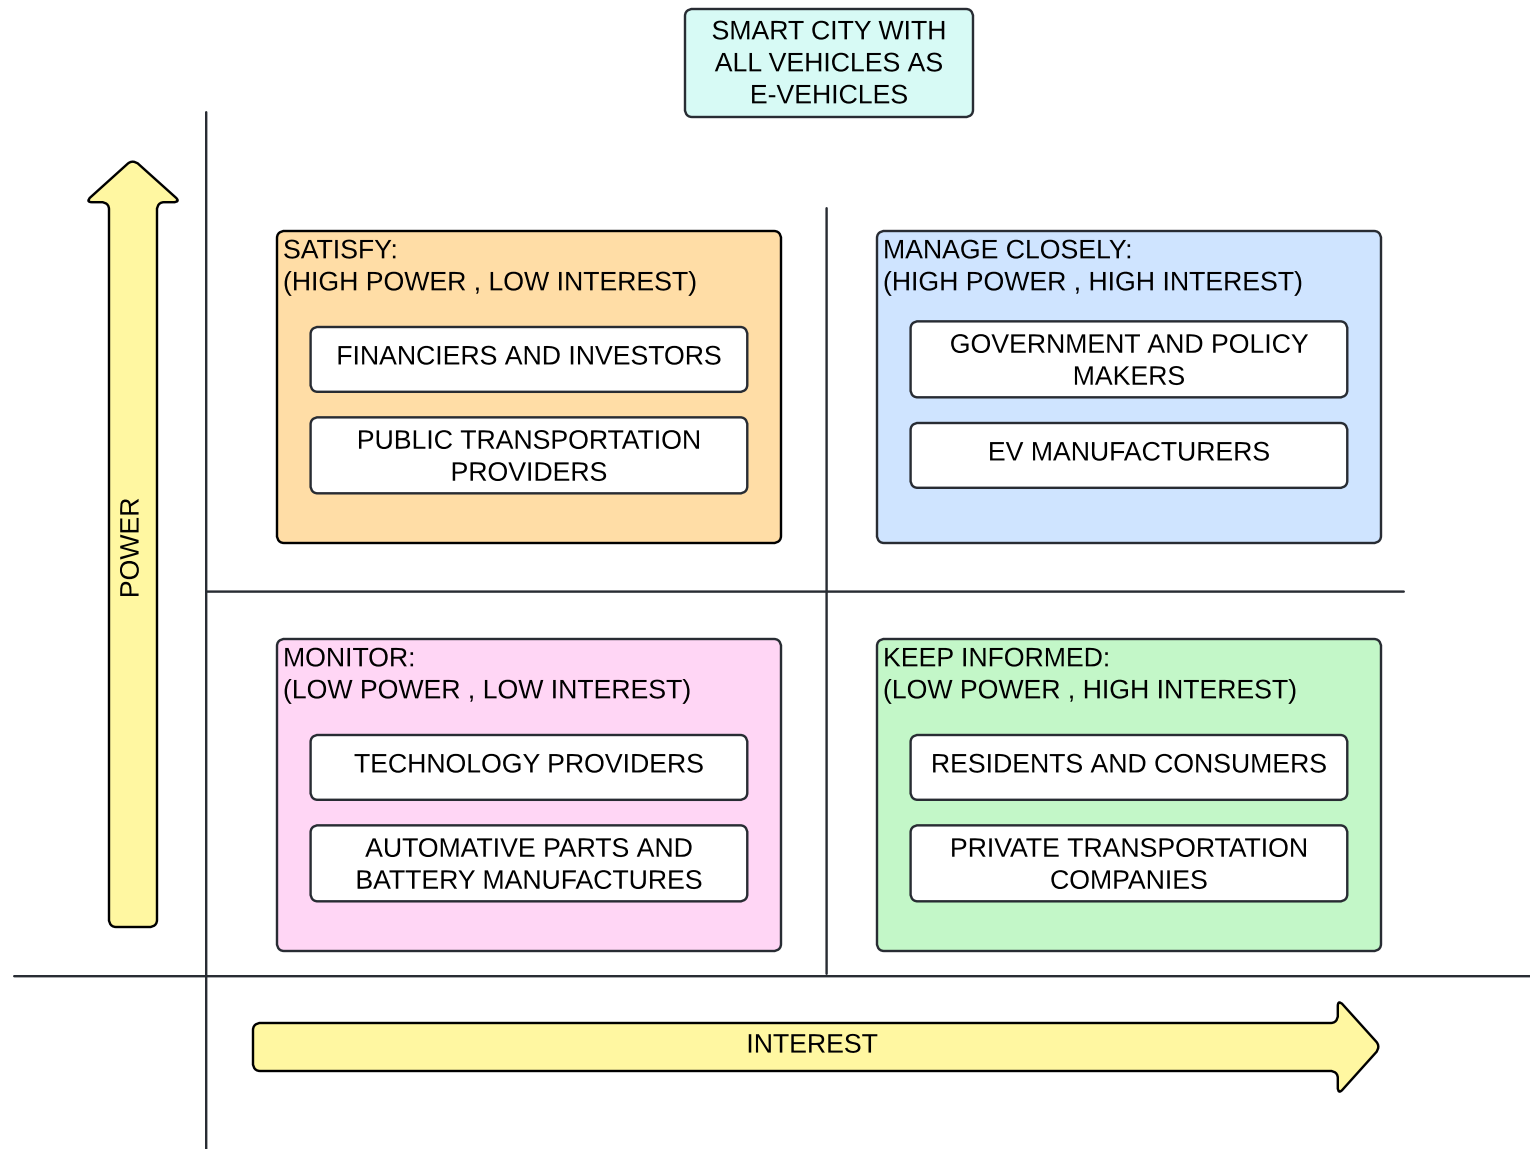 SMART CITY WITH
ALL VEHICLES AS
E-VEHICLES
SATISFY:
(HIGH POWER , LOW INTEREST)
FINANCIERS AND INVESTORS
PUBLIC TRANSPORTATION
PROVIDERS
MANAGE CLOSELY:
(HIGH POWER , HIGH INTEREST)
GOVERNMENT AND POLICY
MAKERS
EV MANUFACTURERS
POWER
MONITOR:
(LOW POWER , LOW INTEREST)
TECHNOLOGY PROVIDERS
AUTOMATIVE PARTS AND
BATTERY MANUFACTURES
KEEP INFORMED:
(LOW POWER , HIGH INTEREST)
RESIDENTS AND CONSUMERS
PRIVATE TRANSPORTATION
COMPANIES
INTEREST